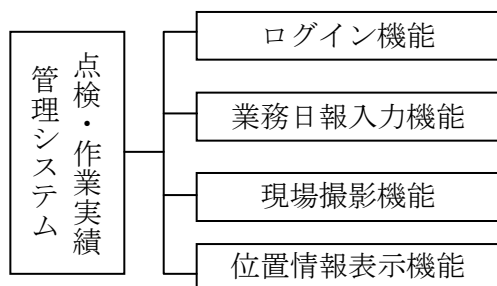 点検・作業実績
管理システム
ログイン機能
業務日報入力機能
現場撮影機能
位置情報表示機能